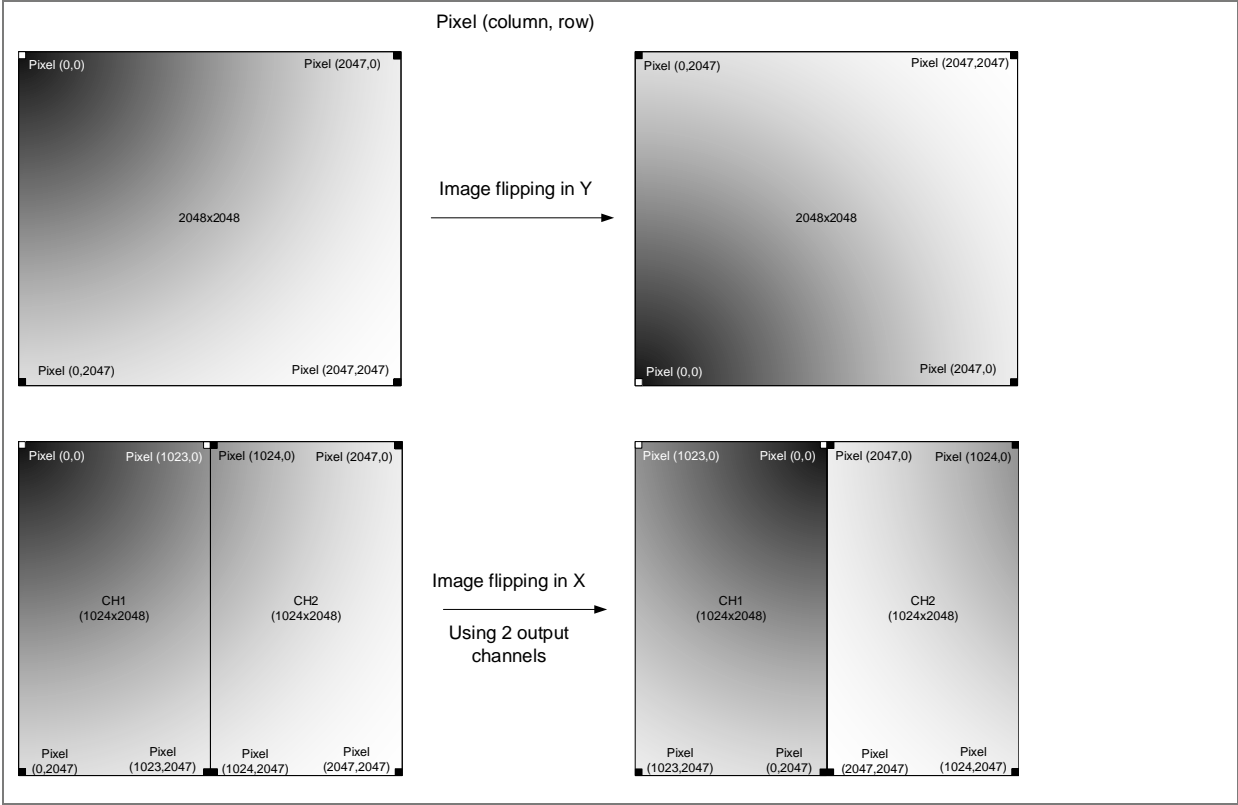 Pixel (column, row)
Pixel (0,0)
Pixel (2047,0)
2048x2048
Pixel (0,2047)
Pixel (2047,2047)
Image flipping in Y
Pixel (0,2047)
Pixel (2047,2047)
2048x2048
Pixel (0,0)
Pixel (2047,0)
Pixel (0,0)
Pixel (1023,0)
Pixel (1024,0)
Pixel (2047,0)
CH1
(1024x2048)
CH2
(1024x2048)
Pixel
(0,2047)
Pixel
(1023,2047)
Pixel
(1024,2047)
Pixel
(2047,2047)
Image flipping in X
Using 2 output
channels
Pixel (1023,0)
Pixel (0,0)
Pixel (2047,0)
Pixel (1024,0)
CH1
(1024x2048)
CH2
(1024x2048)
Pixel
(1023,2047)
Pixel
(0,2047)
Pixel
(2047,2047)
Pixel
(1024,2047)